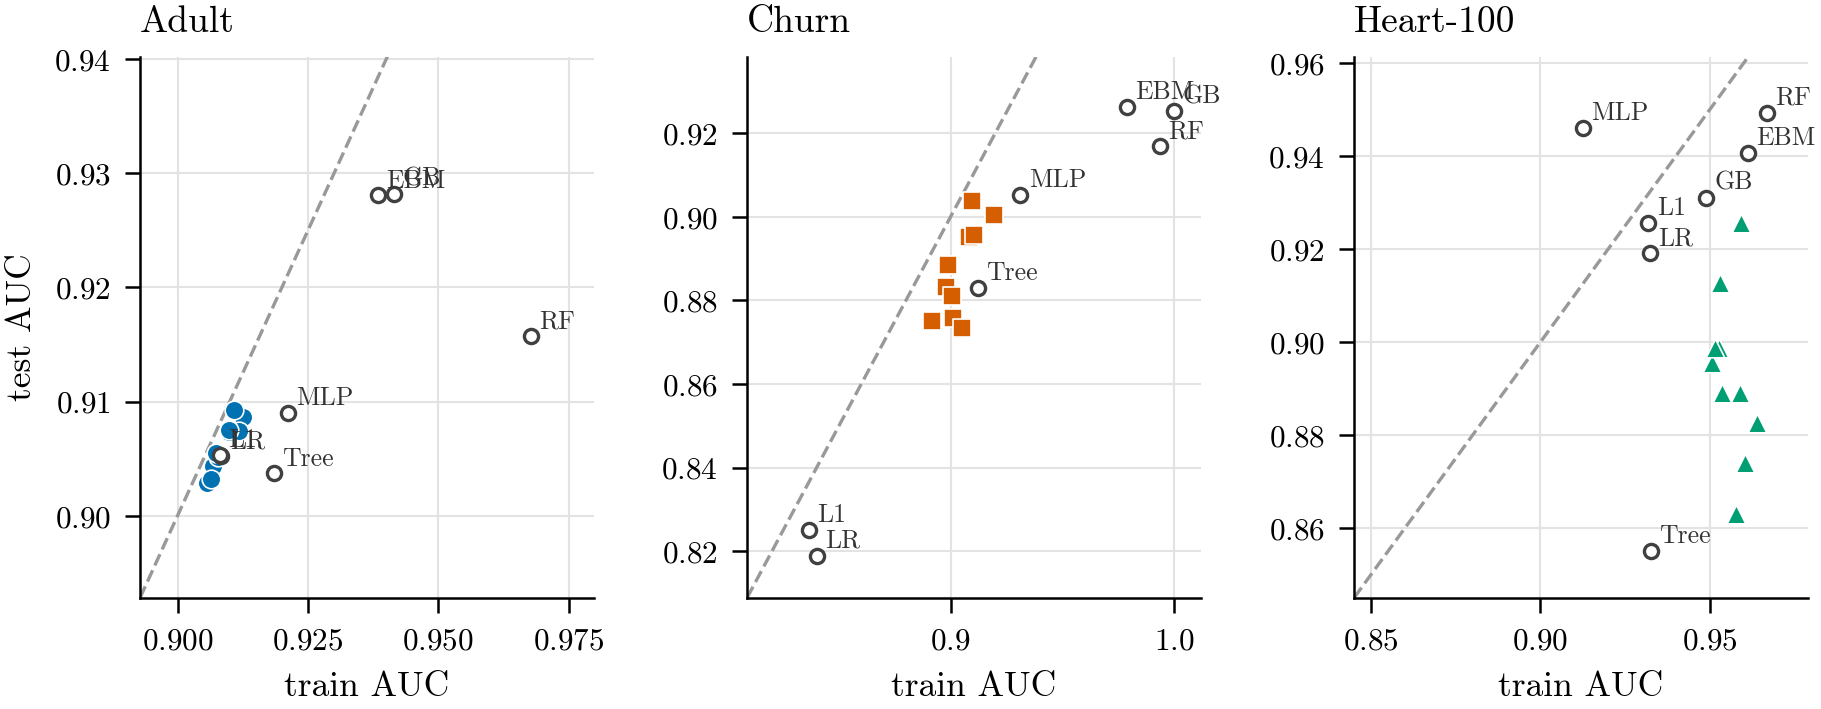 Adult
test AUC
0.94
0.93
0.92
0.91
0.90
EBM
GB
RF
MLP
L1
LR
Tree
0.900
0.925
0.950
0.975
train AUC
Churn
0.92
0.90
0.88
0.86
0.84
0.82
EBM
GB
RF
MLP
Tree
L1
LR
0.9
1.0
train AUC
Heart-100
0.96
0.94
0.92
0.90
0.88
0.86
RF
MLP
EBM
GB
L1
LR
Tree
0.85
0.90
0.95
train AUC